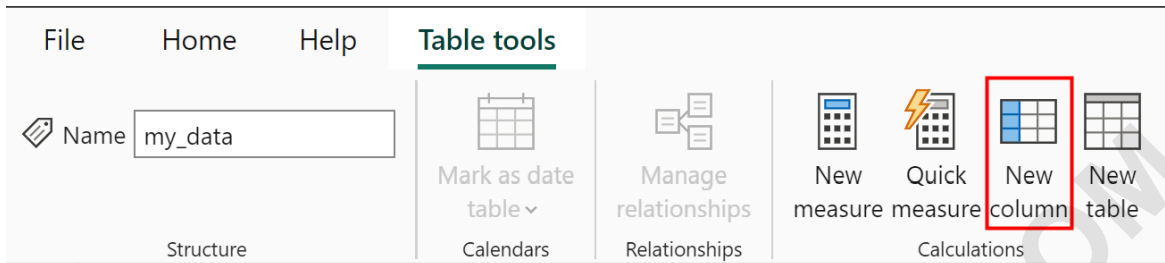 File Home Help Table tools
Name my_data
Mark as date
table
Manage
relationships
New
measure
Quick
measure
New
column
New
table
Structure Calendars Relationships Calculations
OM